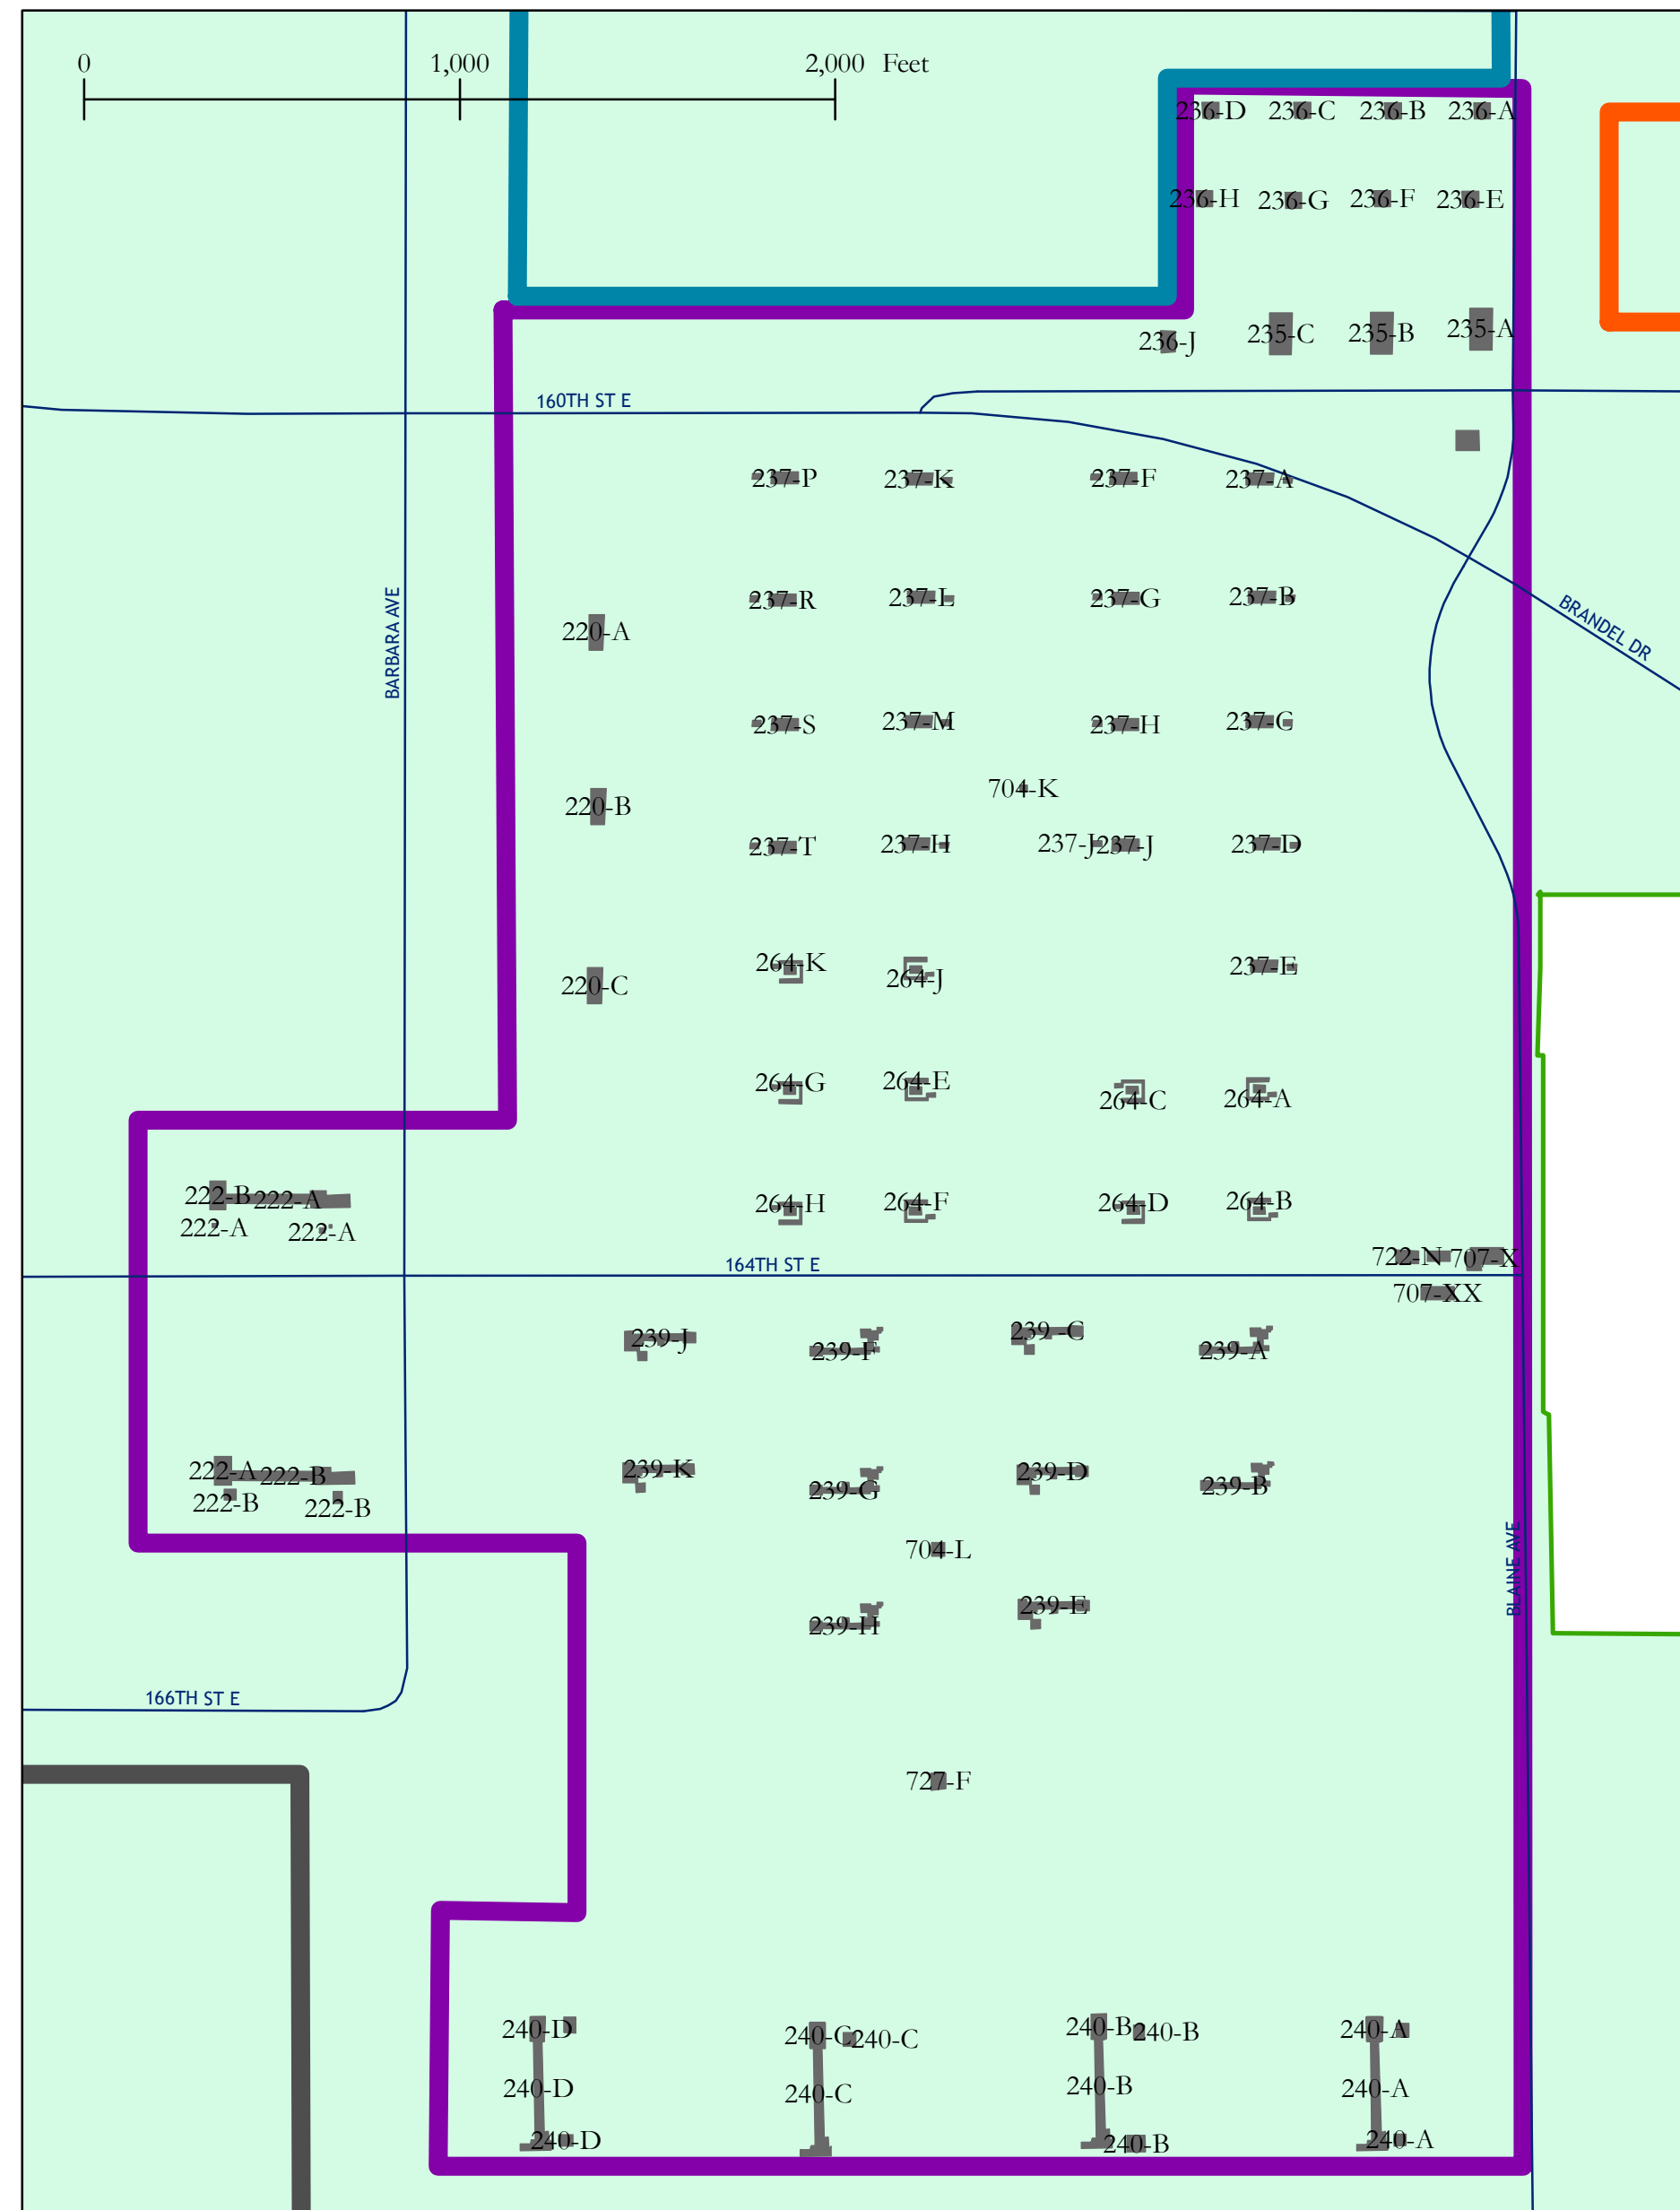 0 1,000 2,000 Feet
236-D 236-C 236-B 236-A
236-H 236-G 236-F 236-E
236-J 235-C 235-B 235-A
160TH ST E
237-P 237-K 237-F 237-A
BARBARA AVE
237-R 237-L 237-G 237-B
BRANDEL DR
220-A
237-S 237-M 237-H 237-C
704-K
220-B
237-T 237-H 237-J 237-J 237-D
264-K 264-J 237-E
220-C
264-G 264-E 264-C 264-A
222-B 222-A
264-H 264-F 264-D 264-B
222-A 222-A
722-N 707-X
164TH ST E
707-XX
239-J 239-F 239 -C 239-A
222-A 222-B
239-K 239-G 239-D 239-B
222-B 222-B
704-L
BLAINE AVE
239-H 239-E
166TH ST E
727-F
240-D 240-C 240-C 240-B 240-B 240-A
240-D 240-C 240-B 240-A
240-D 240-B 240-A